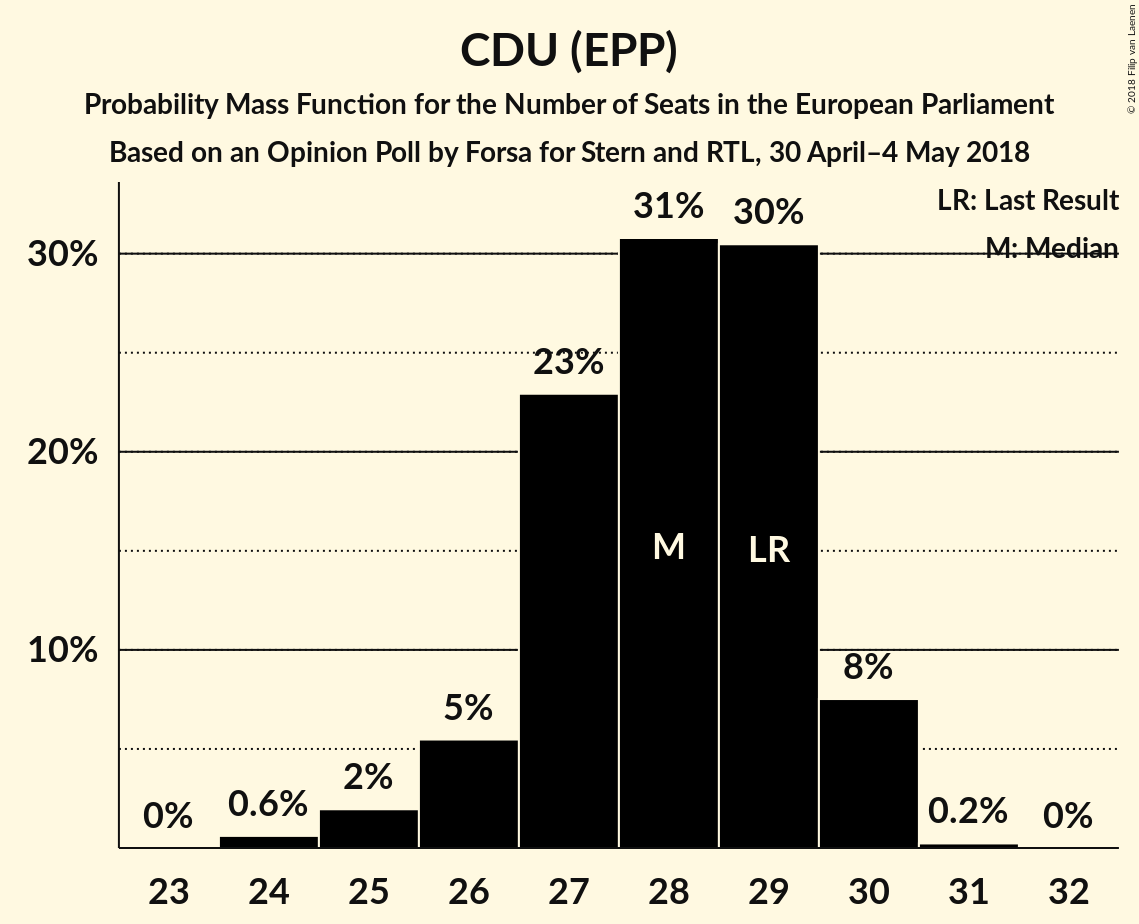 CDU (EPP)
Probability Mass Function for the Number of Seats in the European Parliament
Based on an Opinion Poll by Forsa for Stern and RTL, 30 April–4 May 2018
© 2018 Filip van Laenen
LR: Last Result
M: Median
30%
20%
10%
0%
0.6%
2%
5%
23%
31%
30%
8%
0.2%
0%
M
LR
23 24 25 26 27 28 29 30 31 32